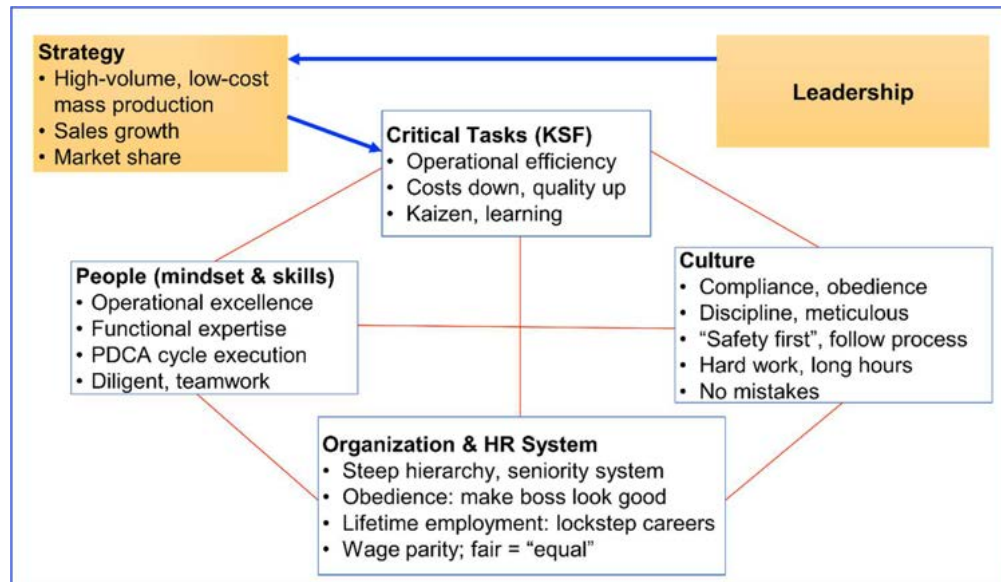 Strategy
• High-volume, low-cost
mass production
• Sales growth
• Market share
Leadership
Critical Tasks (KSF)
• Operational efficiency
• Costs down, quality up
• Kaizen, learning
People (mindset & skills)
• Operational excellence
• Functional expertise
• PDCA cycle execution
• Diligent, teamwork
Culture
• Compliance, obedience
• Discipline, meticulous
• “Safety first”, follow process
• Hard work, long hours
• No mistakes
Organization & HR System
• Steep hierarchy, seniority system
• Obedience: make boss look good
• Lifetime employment: lockstep careers
• Wage parity; fair = “equal”